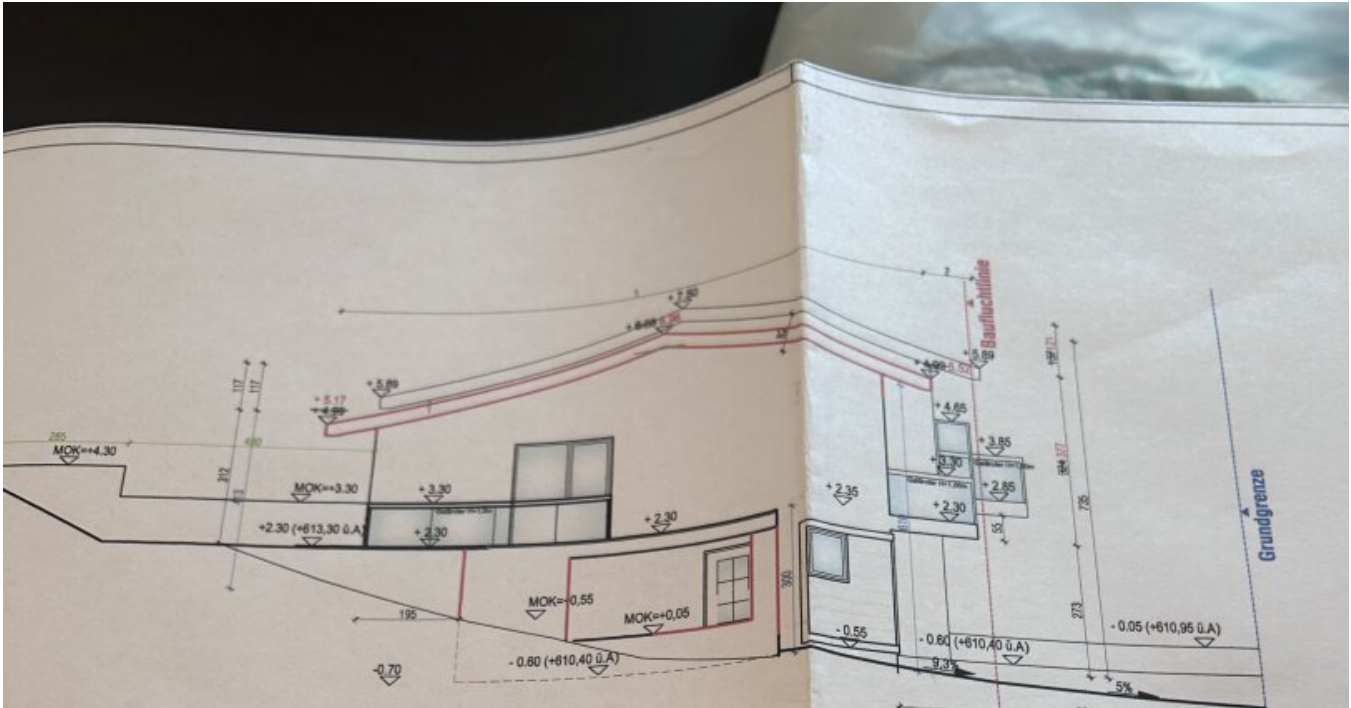 1
2
Baufluchtlinie
+ 7.50
+ 5.89
+ 5.89
+ 5.17
117
117
+ 4.65
285
MOK=+4.30
+ 3.85
312
MOK=+3.30
+ 3.30
+ 3.30
+ 2.85
+ 2.35
377
735
+2.30 (+613,30 ü.A)
+ 2.30
+ 2.30
+ 2.30
55
Grundgrenze
300
195
MOK=-0,55
MOK=+0,05
273
- 0.55
- 0.05 (+610,95 ü.A)
- 0.60 (+610,40 ü.A)
- 0.60 (+610,40 ü.A)
-0.70
9,3%
5%